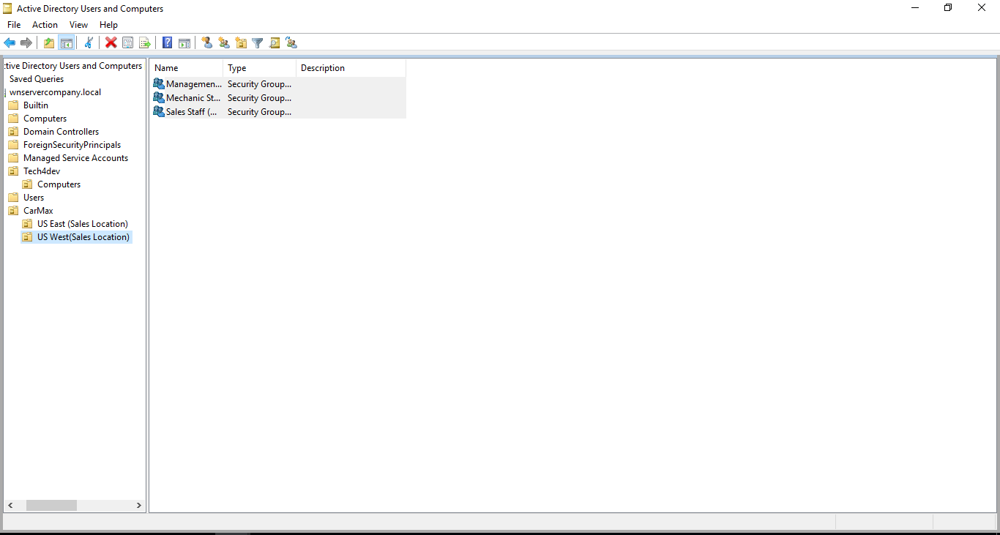 Active Directory Users and Computers
File Action View Help
ctive Directory Users and Computers
Saved Queries
wnservercompany.local
Builtin
Computers
Domain Controllers
ForeignSecurityPrincipals
Managed Service Accounts
Tech4dev
Computers
Users
CarMax
US East (Sales Location)
US West(Sales Location)
Name Type Description
Managemen... Security Group...
Mechanic St... Security Group...
Sales Staff (... Security Group...